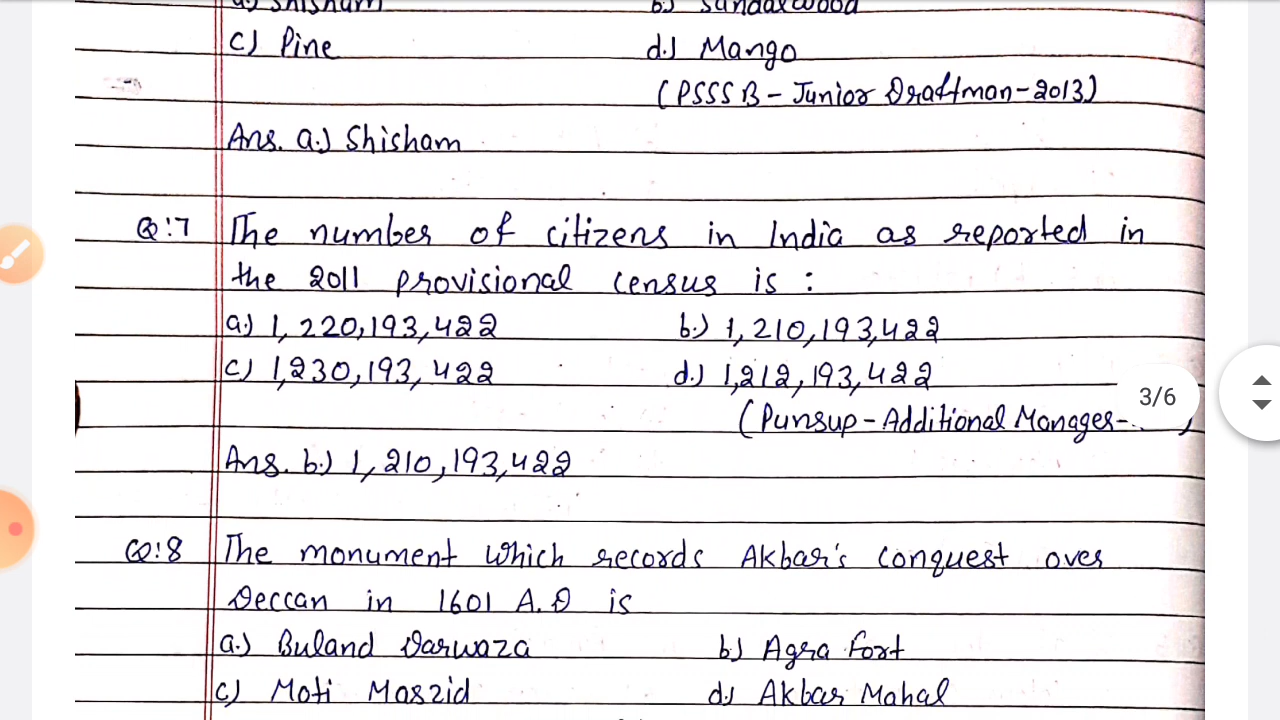 a.) Shisham b.) Sandalwood
c) Pine d.) Mango
(PSSSB - Junior Draftman-2013)
Ans. a.) Shisham
Q:7 The number of citizens in India as reported in
the 2011 provisional census is :
a.) 1,220,193,422 b.) 1,210,193,422
c) 1,230,193,422 d.) 1,212,193,422
(Punsup - Additional Manager-..)
3/6
Ans. b.) 1,210,193,422
Q:8 The monument which records Akbar's conquest over
Deccan in 1601 A.D is
a.) Buland Darwaza b.) Agra Fort
c) Moti Maszid d.) Akbar Mahal